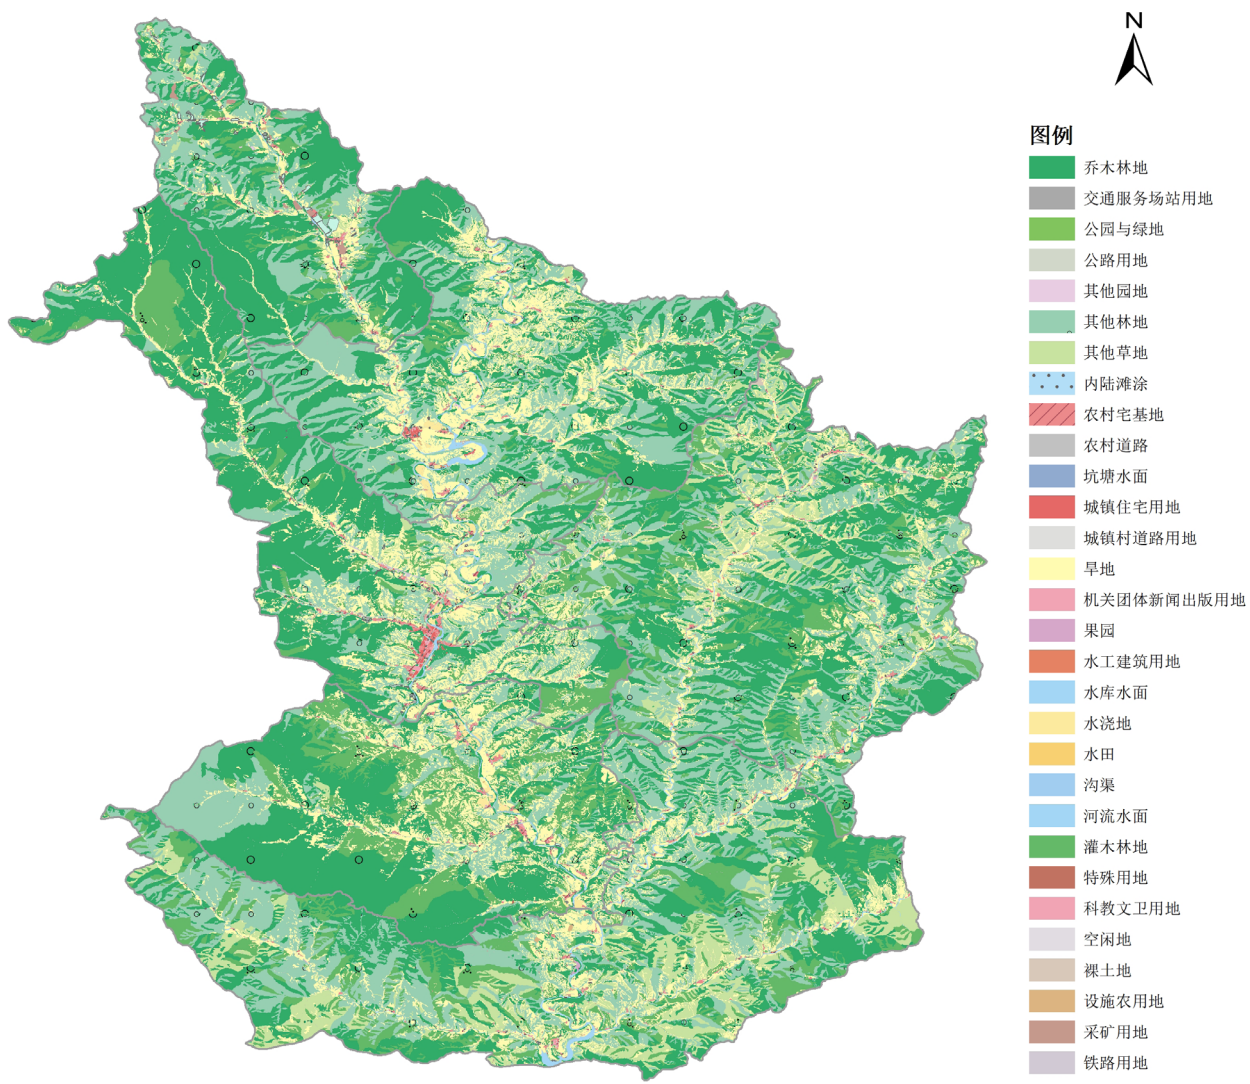 N
图例
乔木林地
交通服务场站用地
公园与绿地
公路用地
其他园地
其他林地
其他草地
内陆滩涂
农村宅基地
农村道路
坑塘水面
城镇住宅用地
城镇村道路用地
旱地
机关团体新闻出版用地
果园
水工建筑用地
水库水面
水浇地
水田
沟渠
河流水面
灌木林地
特殊用地
科教文卫用地
空闲地
裸土地
设施农用地
采矿用地
铁路用地